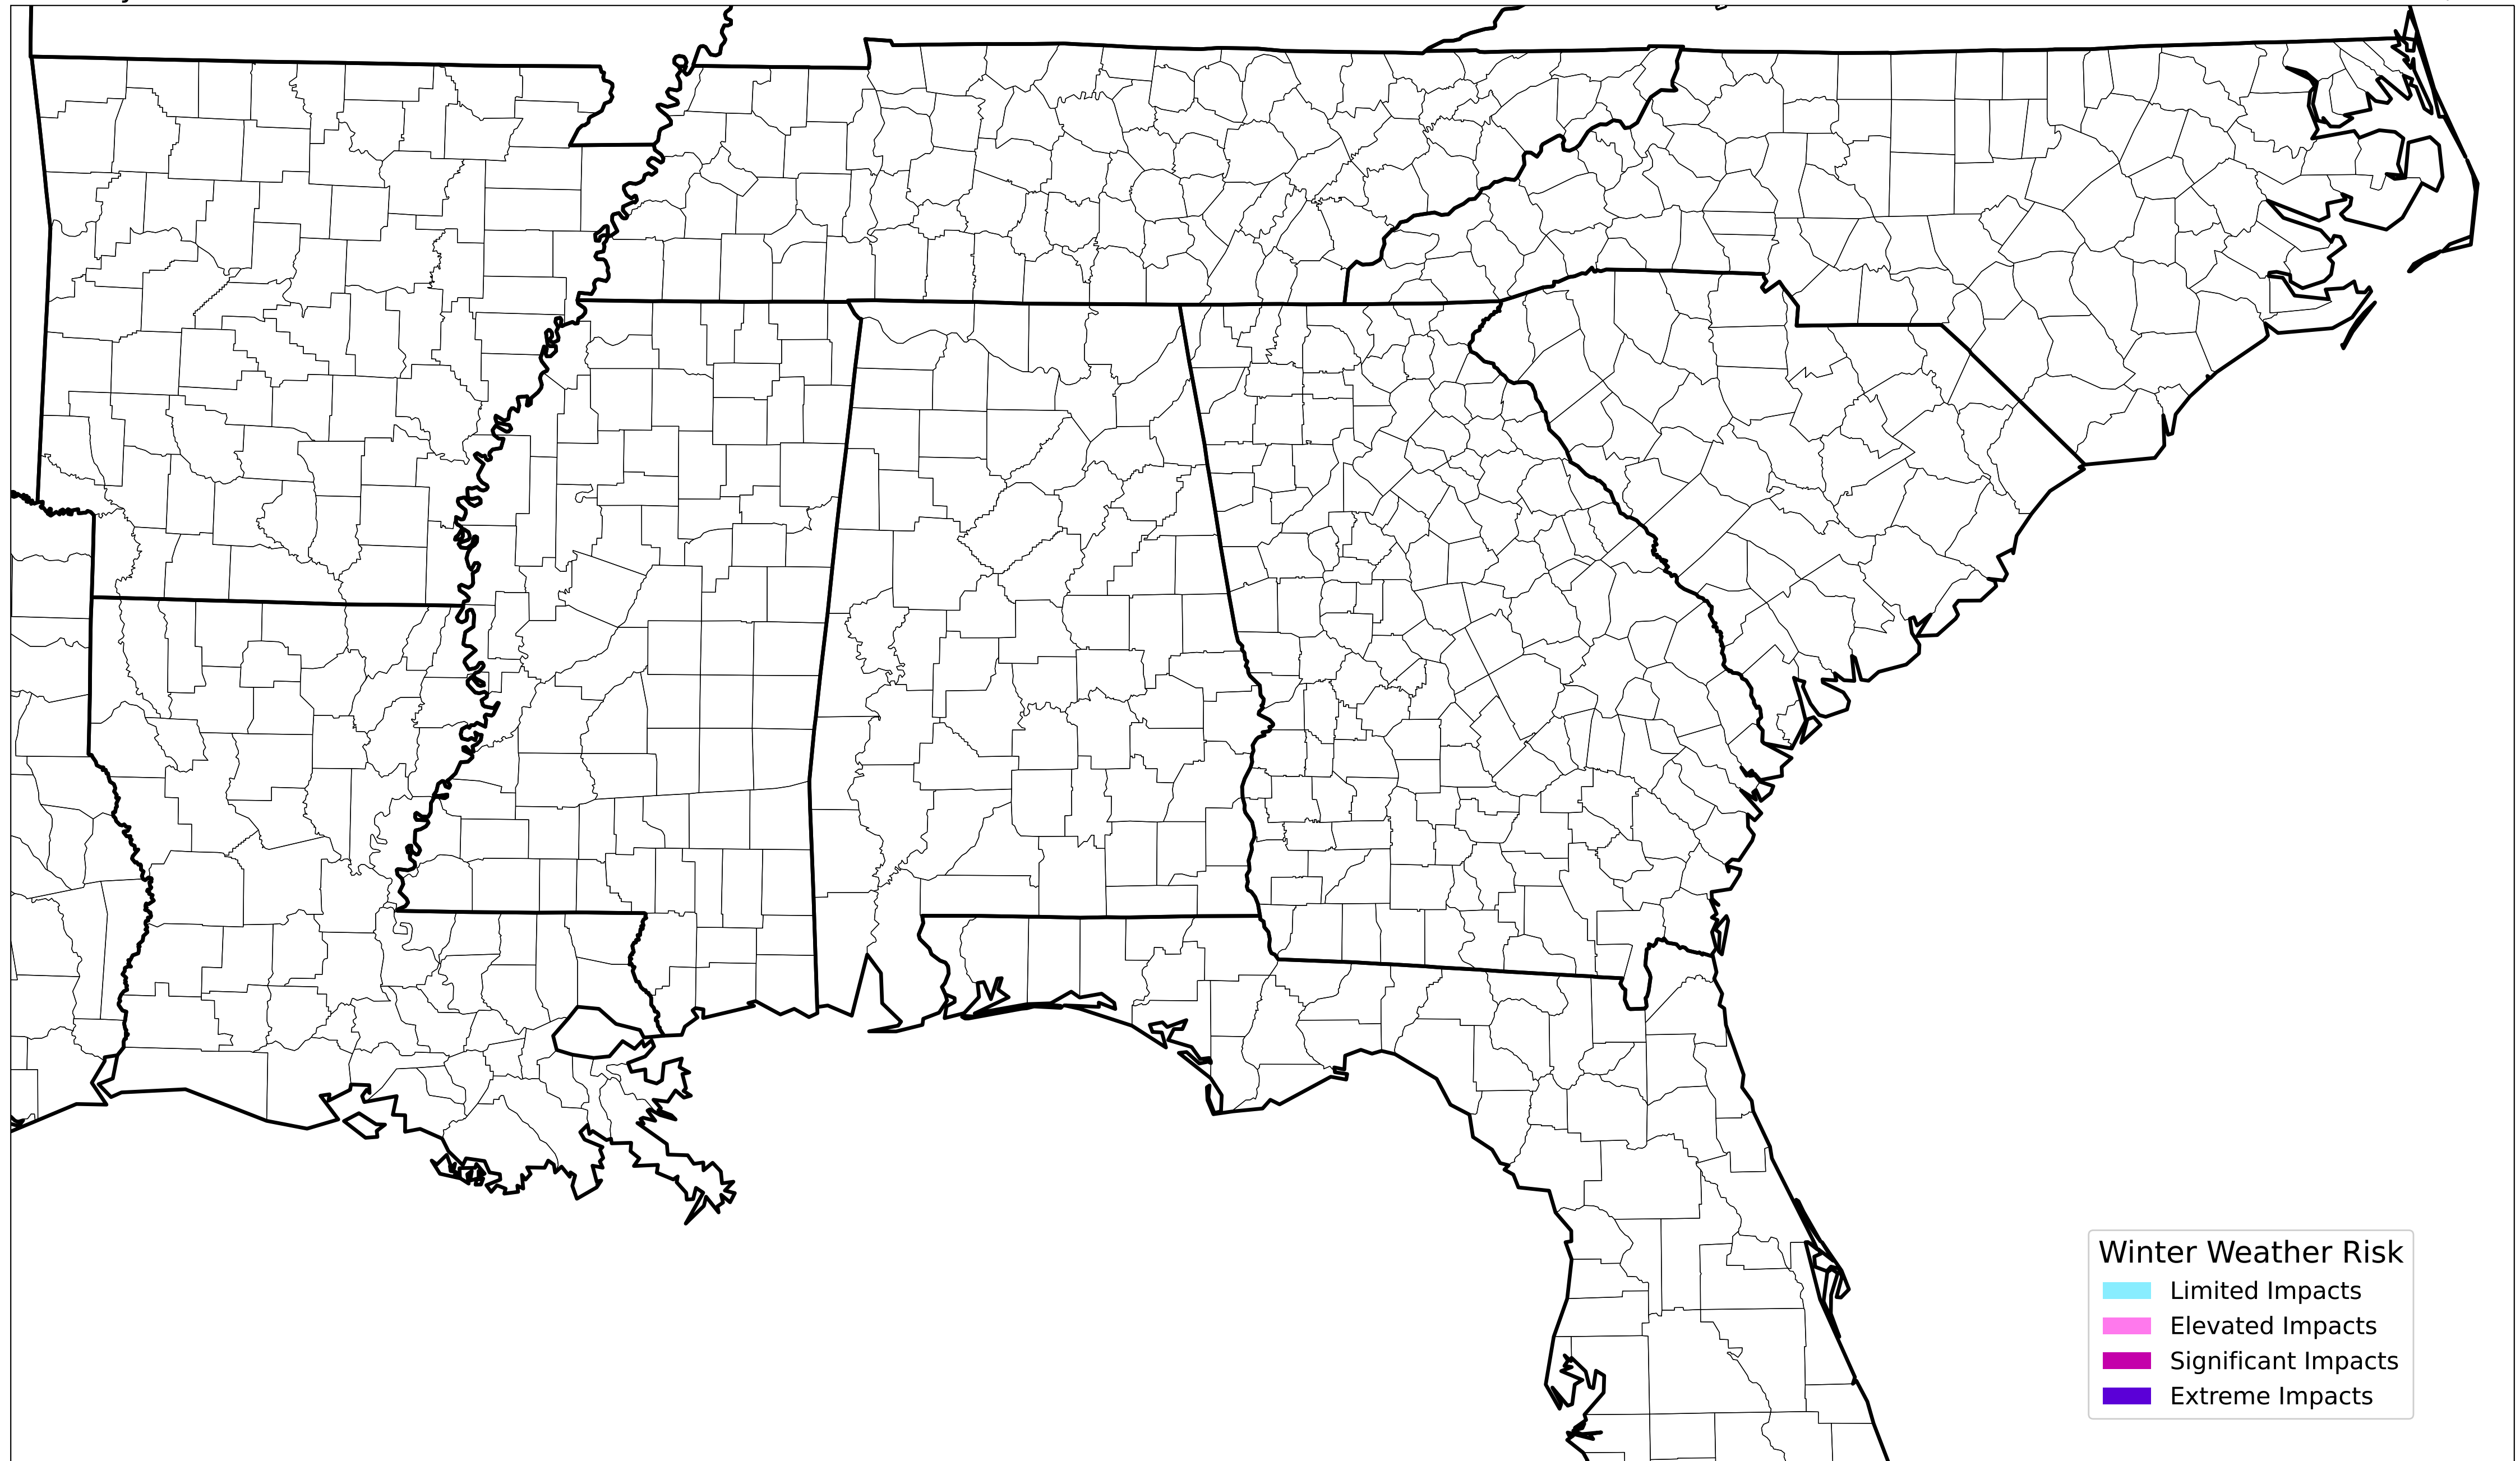 Winter Weather Risk
Limited Impacts
Elevated Impacts
Significant Impacts
Extreme Impacts